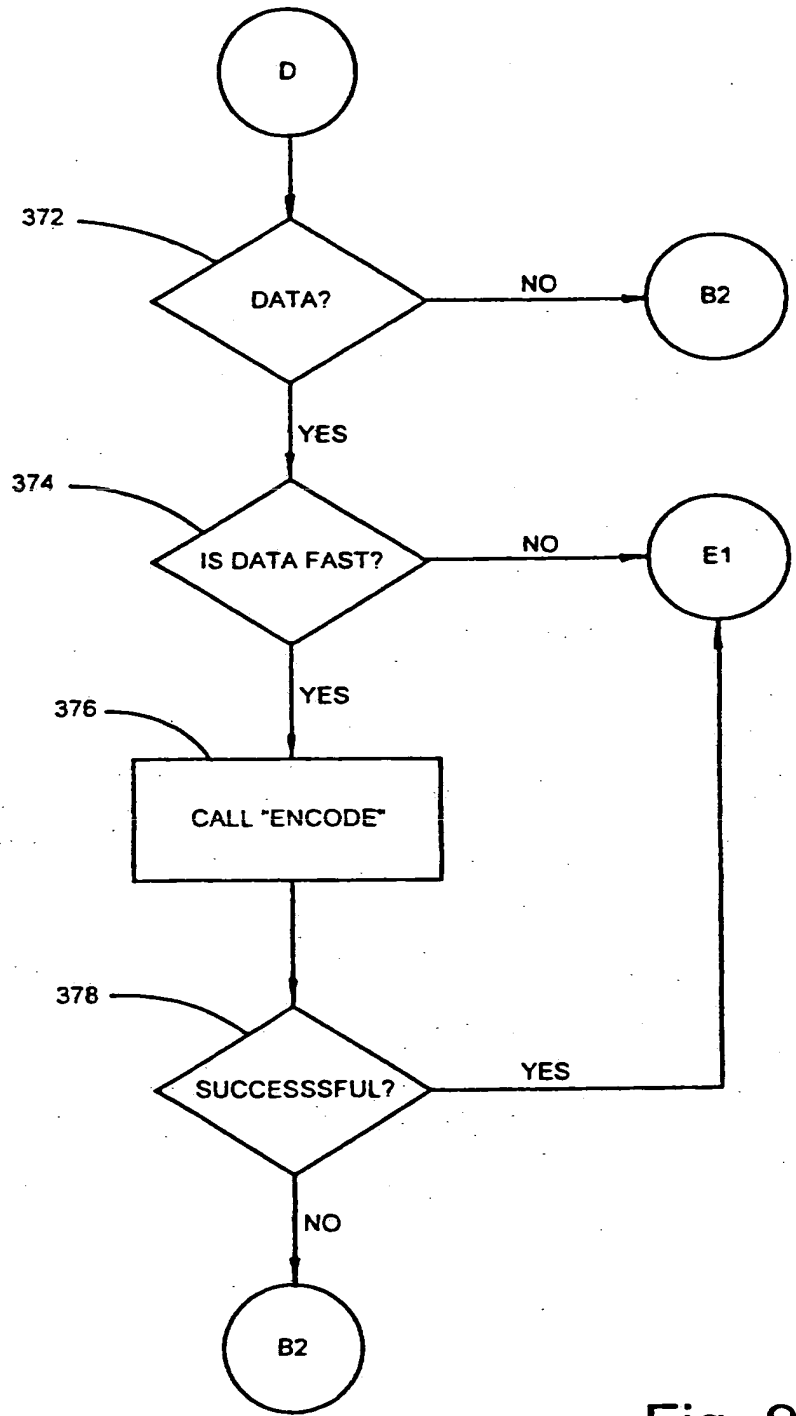 D
372
DATA?
NO
B2
YES
374
IS DATA FAST?
NO
E1
YES
376
CALL "ENCODE"
378
SUCCESSSFUL?
YES
NO
B2
Fig.